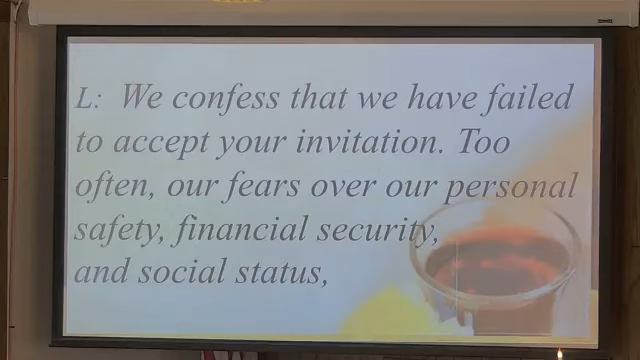 L: We confess that we have failed
to accept your invitation. Too
often, our fears over our personal
safety, financial security,
and social status,